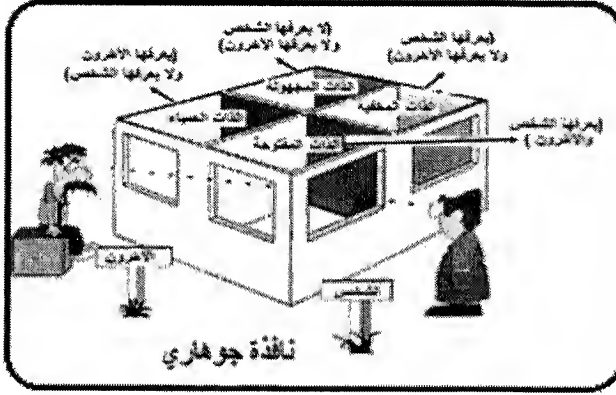 (لا يعرفها الشخص
ولا يعرفها الآخرون)
(يعرفها الشخص
ولا يعرفها الآخرون)
(يعرفها الآخرون
ولا يعرفها الشخص)
الذات المجهولة
الذات المخفية
الذات العمياء
الذات المفتوحة
(يعرفها الشخص
والآخرون)
الآخرون
الشخص
نافذة جوهاري